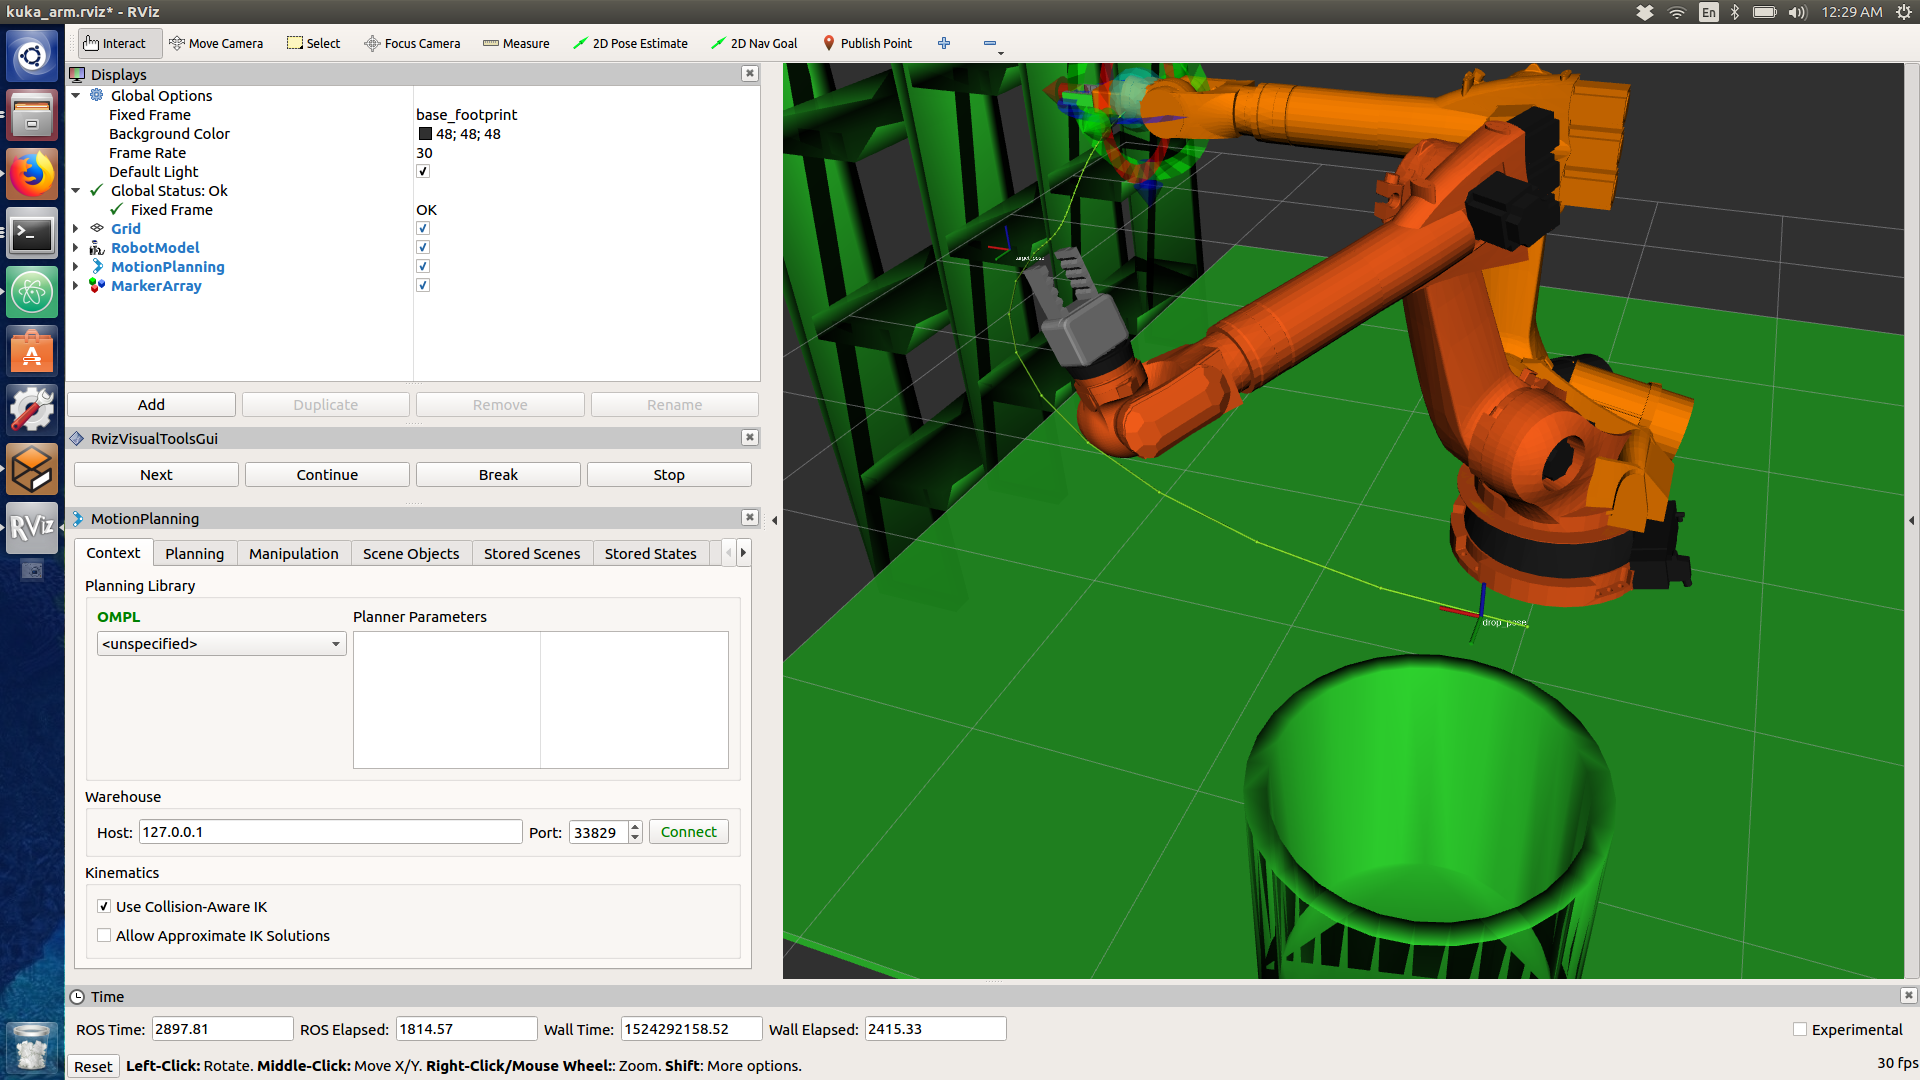 kuka_arm.rviz* - RViz
En
12:29 AM
Interact
Move Camera
Select
Focus Camera
Measure
2D Pose Estimate
2D Nav Goal
Publish Point
Displays
Global Options
Fixed Frame base_footprint
Background Color 48; 48; 48
Frame Rate 30
Default Light
Global Status: Ok
Fixed Frame OK
Grid
RobotModel
MotionPlanning
MarkerArray
Add Duplicate Remove Rename
RvizVisualToolsGui
Next Continue Break Stop
MotionPlanning
Context Planning Manipulation Scene Objects Stored Scenes Stored States
Planning Library
OMPL
Planner Parameters
<unspecified>
Warehouse
Host: 127.0.0.1 Port: 33829 Connect
Kinematics
Use Collision-Aware IK
Allow Approximate IK Solutions
RViz
target_pose
drop_pose
Time
ROS Time: 2897.81 ROS Elapsed: 1814.57 Wall Time: 1524292158.52 Wall Elapsed: 2415.33 Experimental
Reset Left-Click: Rotate. Middle-Click: Move X/Y. Right-Click/Mouse Wheel:: Zoom. Shift: More options. 30 fps